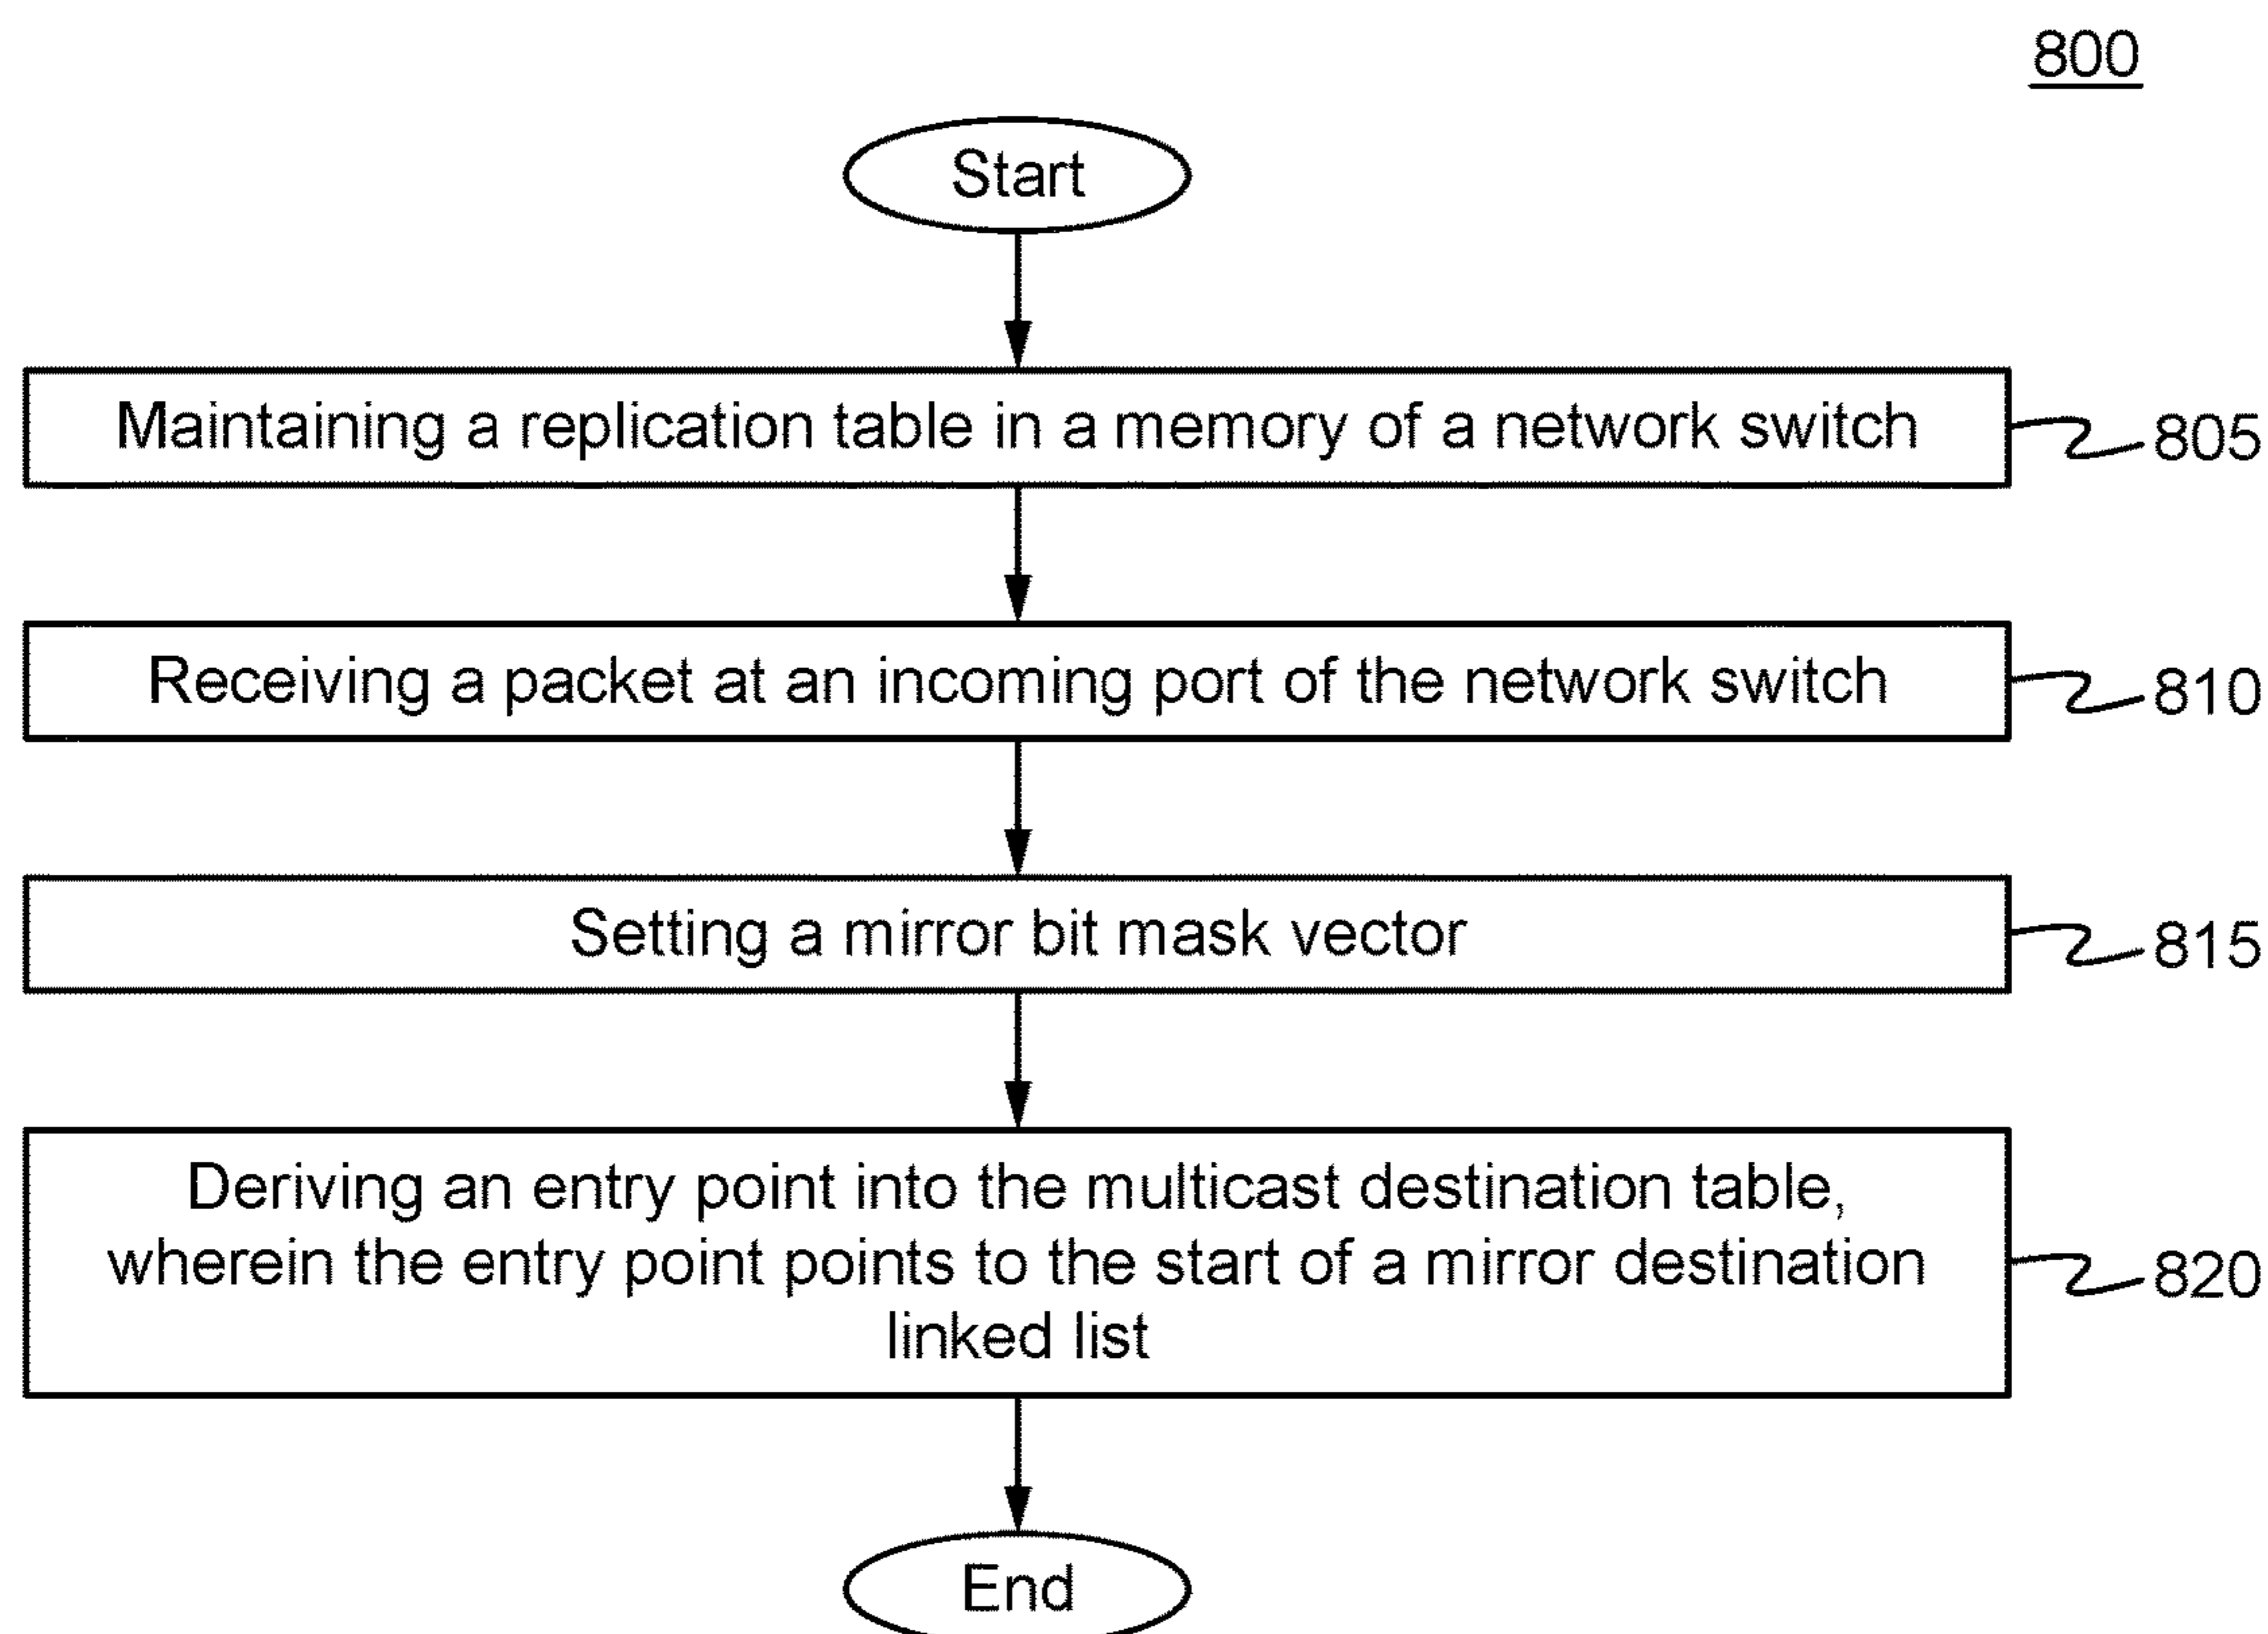 800
Start
Maintaining a replication table in a memory of a network switch
805
Receiving a packet at an incoming port of the network switch
810
Setting a mirror bit mask vector
815
Deriving an entry point into the multicast destination table,
wherein the entry point points to the start of a mirror destination
linked list
820
End